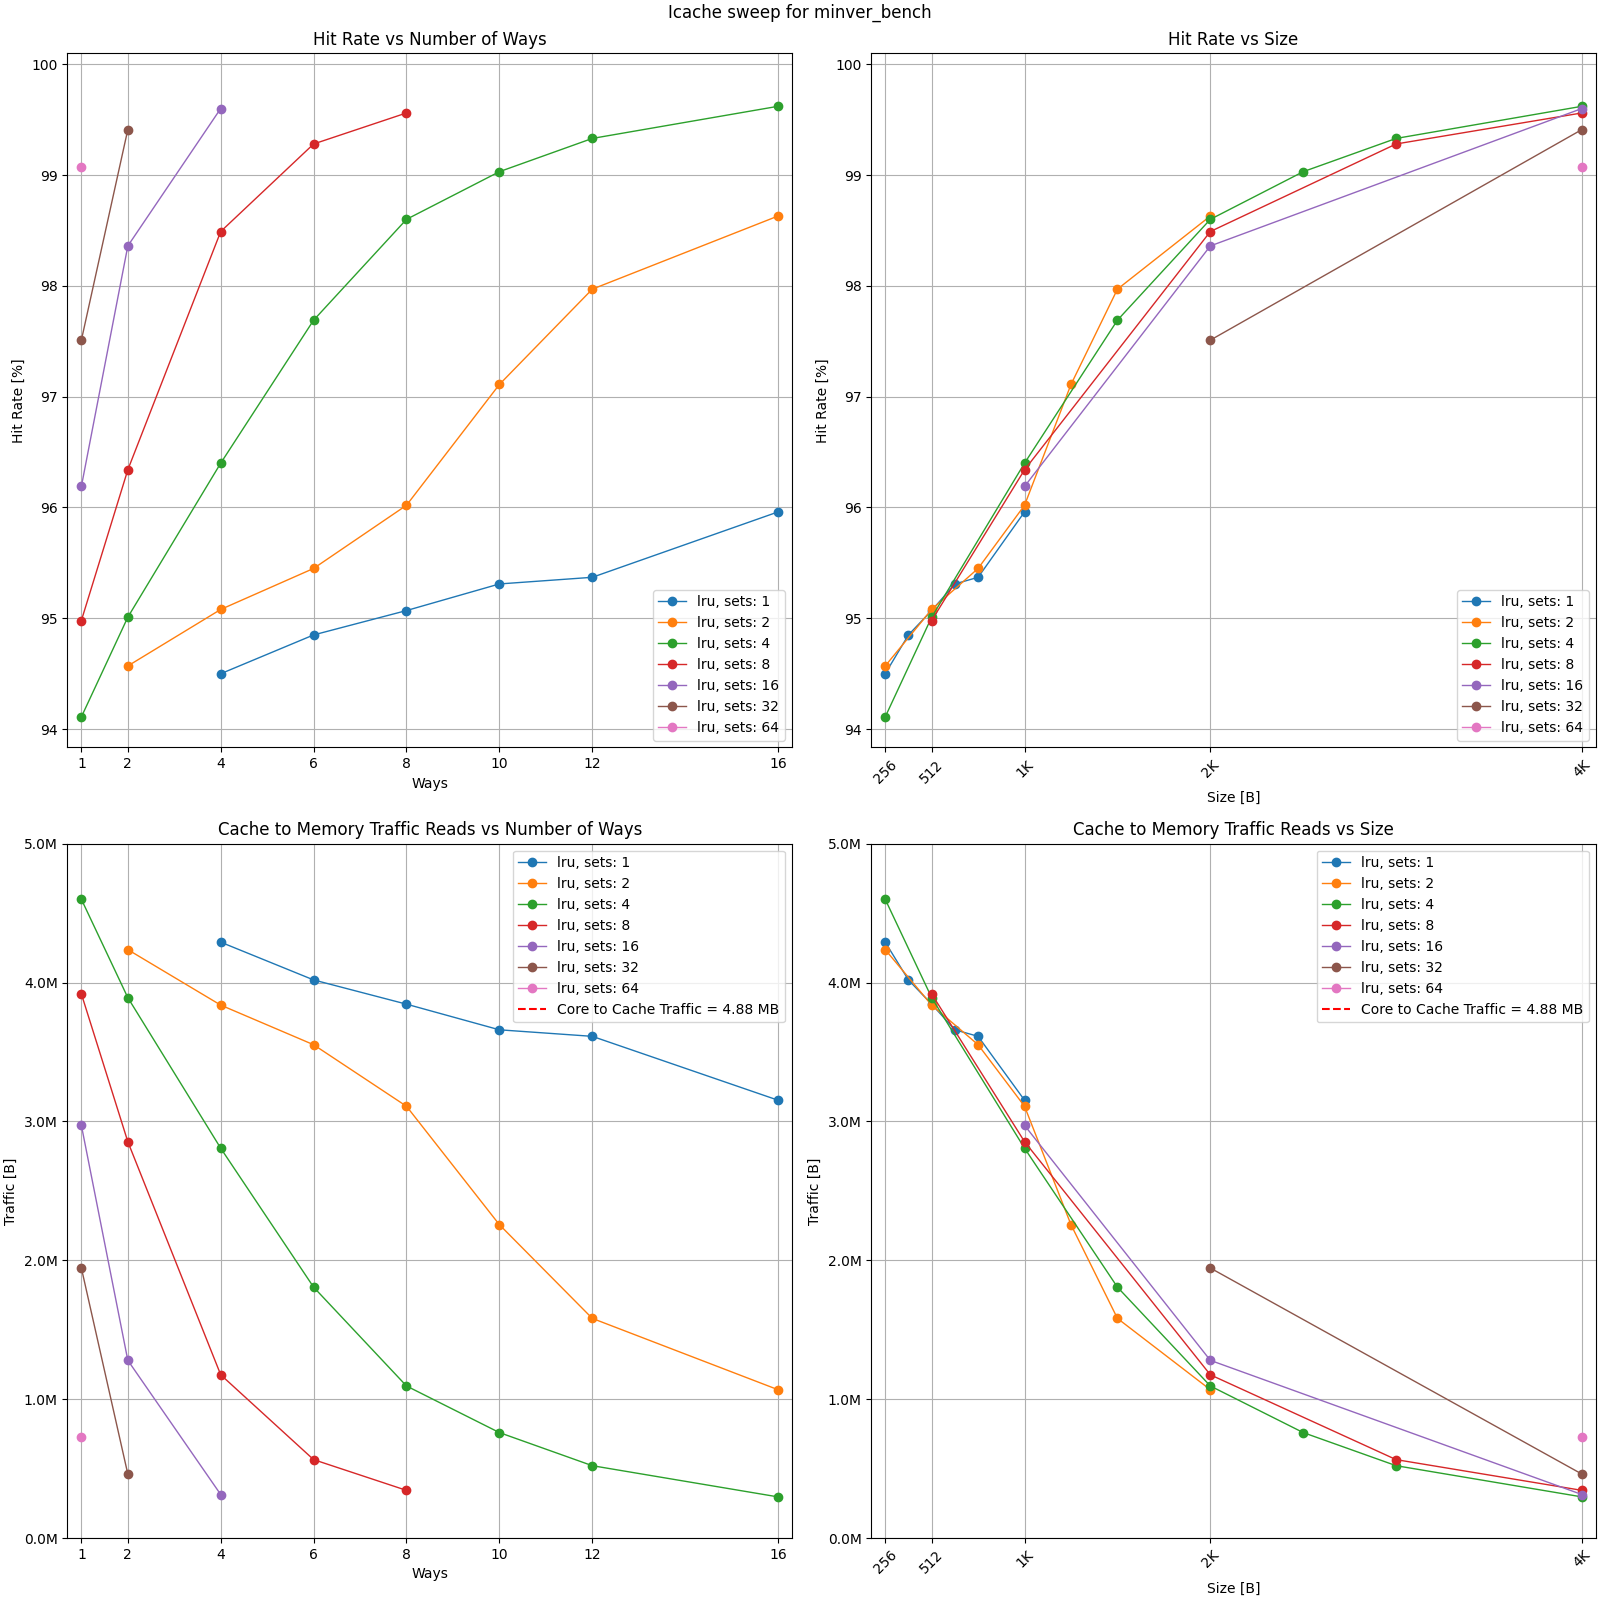 Icache sweep for minver_bench
Hit Rate vs Number of Ways
100
99
98
97
96
95
94
Hit Rate [%]
1 2 4 6 8 10 12 16
Ways
lru, sets: 1
lru, sets: 2
lru, sets: 4
lru, sets: 8
lru, sets: 16
lru, sets: 32
lru, sets: 64
Hit Rate vs Size
100
99
98
97
96
95
94
Hit Rate [%]
256 512 1K 2K 4K
Size [B]
lru, sets: 1
lru, sets: 2
lru, sets: 4
lru, sets: 8
lru, sets: 16
lru, sets: 32
lru, sets: 64
Cache to Memory Traffic Reads vs Number of Ways
5.0M
4.0M
3.0M
2.0M
1.0M
0.0M
Traffic [B]
1 2 4 6 8 10 12 16
Ways
lru, sets: 1
lru, sets: 2
lru, sets: 4
lru, sets: 8
lru, sets: 16
lru, sets: 32
lru, sets: 64
Core to Cache Traffic = 4.88 MB
Cache to Memory Traffic Reads vs Size
5.0M
4.0M
3.0M
2.0M
1.0M
0.0M
Traffic [B]
256 512 1K 2K 4K
Size [B]
lru, sets: 1
lru, sets: 2
lru, sets: 4
lru, sets: 8
lru, sets: 16
lru, sets: 32
lru, sets: 64
Core to Cache Traffic = 4.88 MB